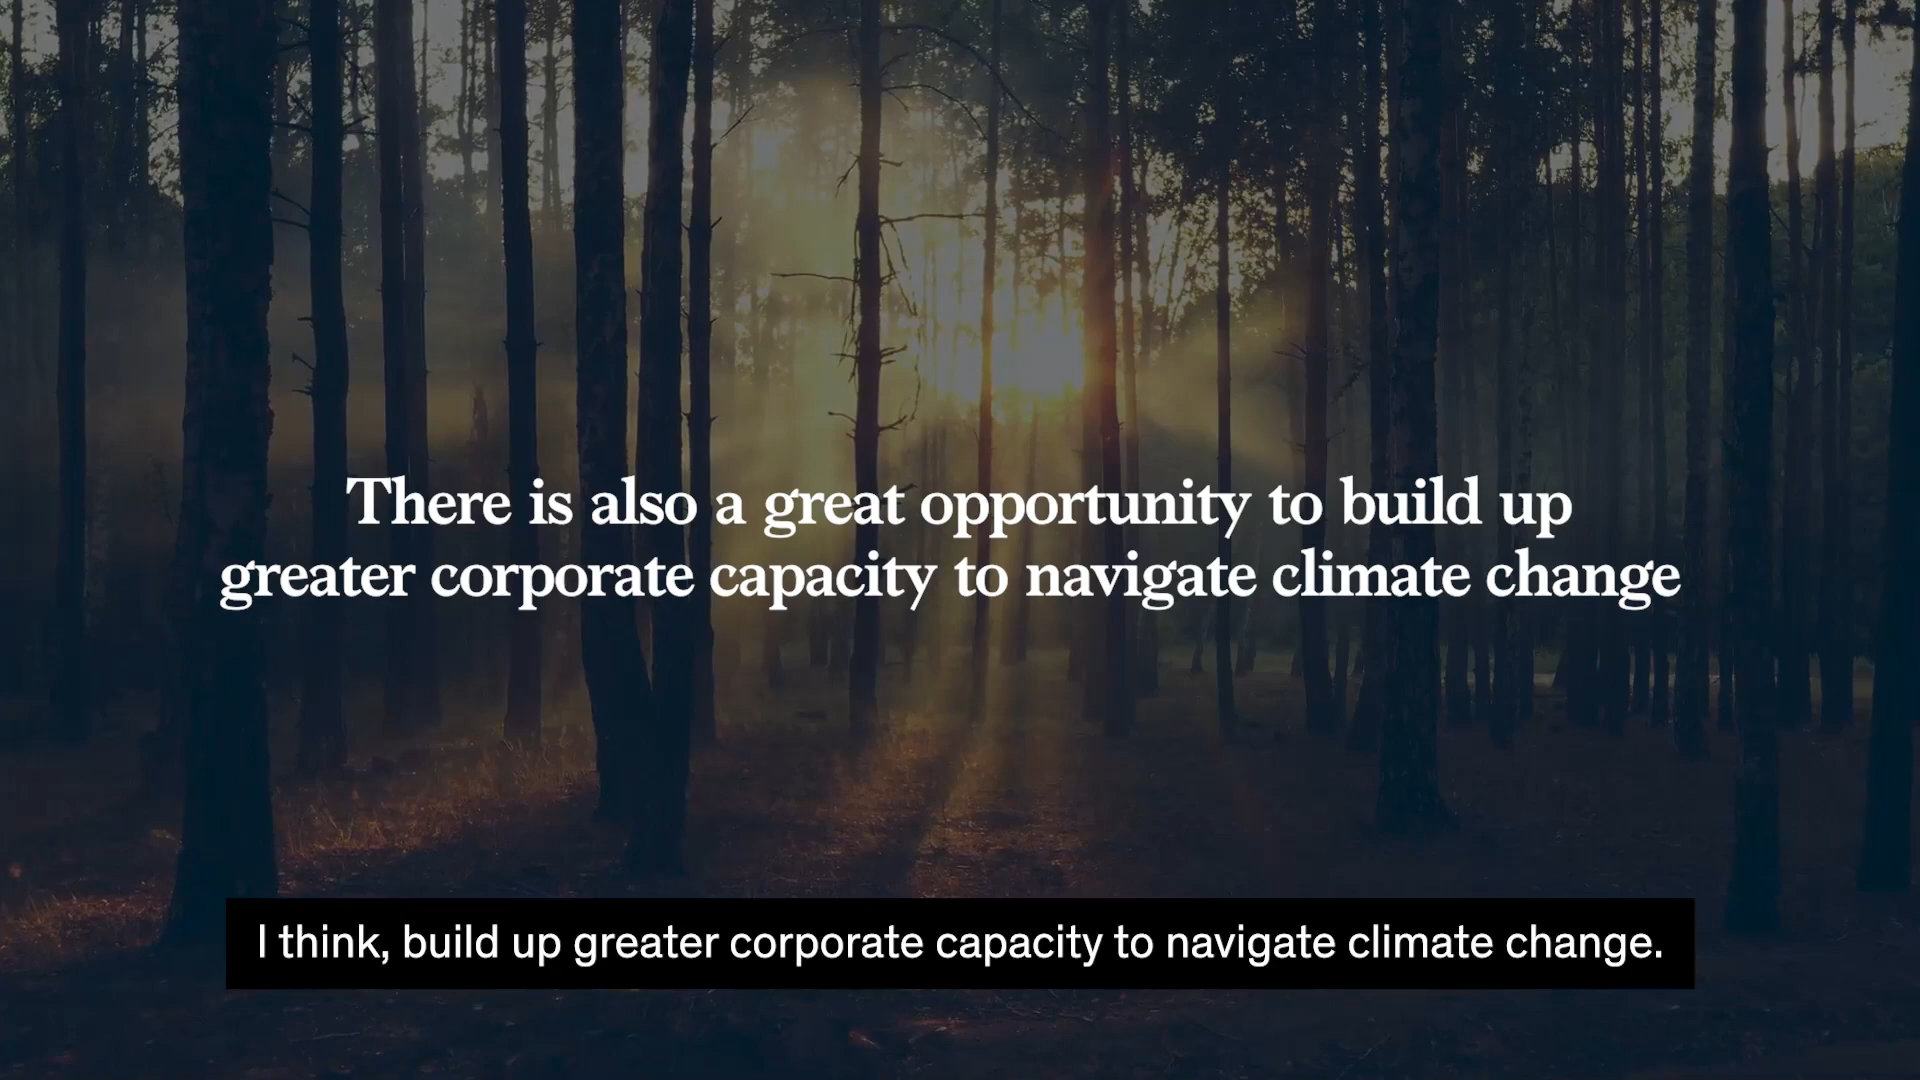 There is also a great opportunity to build up
greater corporate capacity to navigate climate change
I think, build up greater corporate capacity to navigate climate change.